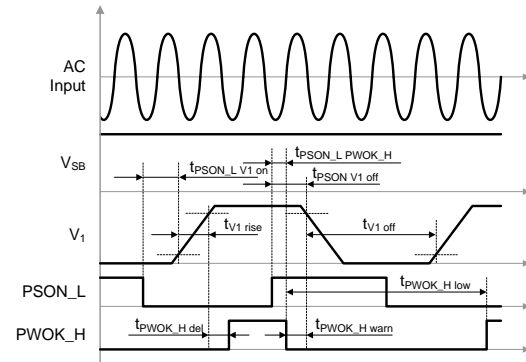 AC
Input
VSB
tPSON_L PWOK_H
tPSON_L V1 on
tPSON V1 off
V1
tV1 rise
tV1 off
PSON_L
tPWOK_H low
PWOK_H
tPWOK_H del
tPWOK_H warn